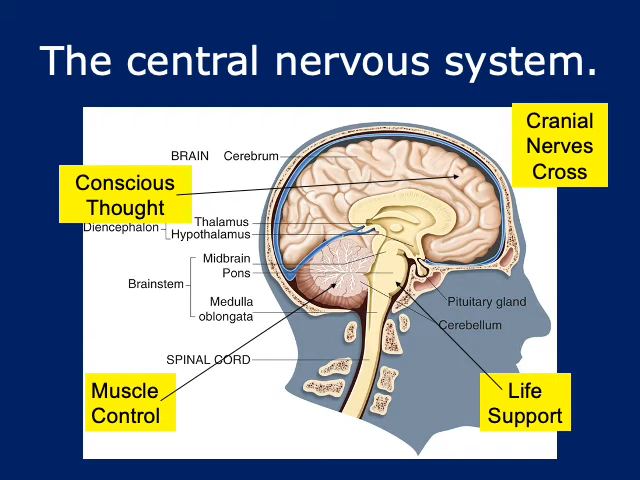 The central nervous system.
Cranial
Nerves
Cross
BRAIN Cerebrum
Conscious
Thought
Thalamus
Diencephalon
Hypothalamus
Midbrain
Pons
Brainstem
Medulla
oblongata
Pituitary gland
Cerebellum
SPINAL CORD
Muscle
Control
Life
Support